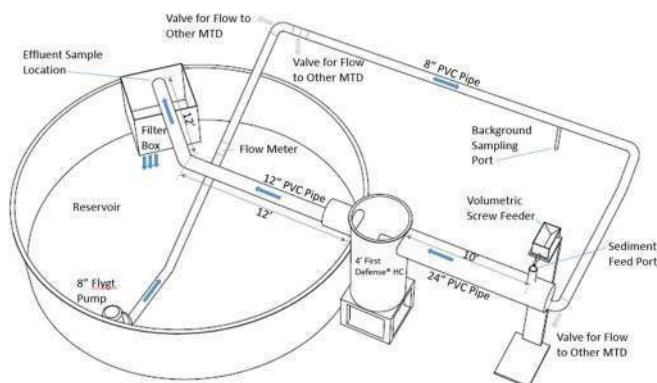 Valve for Flow to
Other MTD
Effluent Sample
Location
Valve for Flow
to Other MTD
8” PVC Pipe
12’
Filter
Box
Flow Meter
Background
Sampling
Port
Reservoir
12” PVC Pipe
12’
Volumetric
Screw Feeder
4’ First
Defense® HC
10’
24” PVC Pipe
Sediment
Feed Port
8” Flygt
Pump
Valve for Flow
to Other MTD